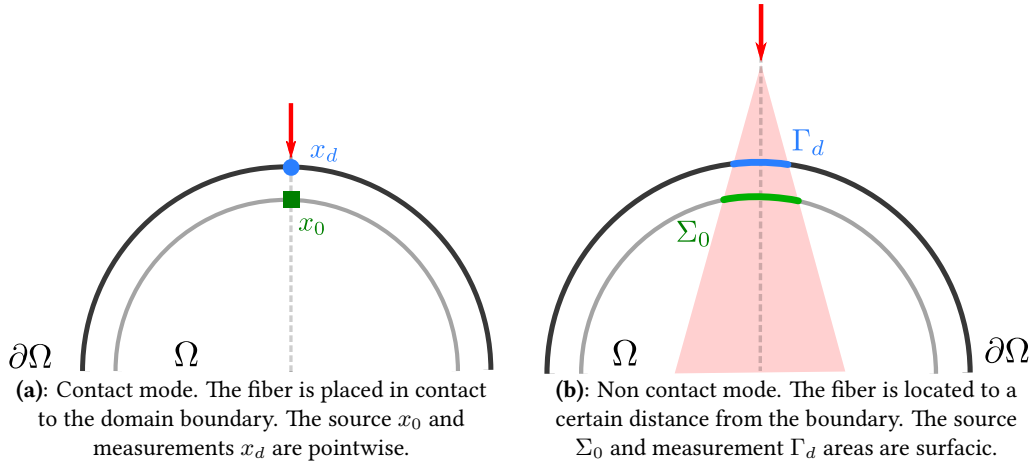 x_d
x_0
∂Ω
Ω
(a): Contact mode. The fiber is placed in contact
to the domain boundary. The source x_0 and
measurements x_d are pointwise.
Γ_d
Σ_0
Ω
∂Ω
(b): Non contact mode. The fiber is located to a
certain distance from the boundary. The source
Σ_0 and measurement Γ_d areas are surfacic.